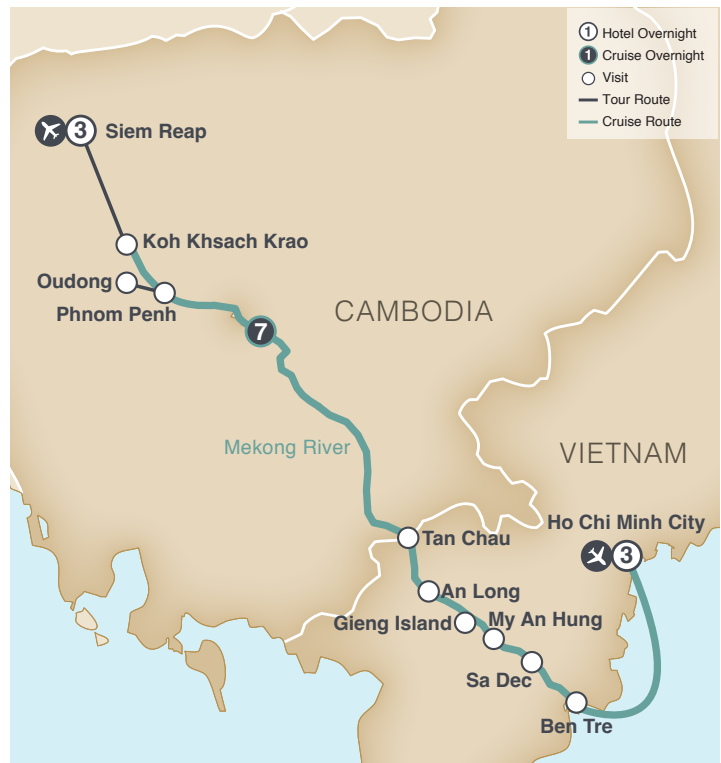 1 Hotel Overnight
1 Cruise Overnight
Visit
Tour Route
Cruise Route
3 Siem Reap
Koh Khsach Krao
Oudong
Phnom Penh
CAMBODIA
7
Mekong River
VIETNAM
Ho Chi Minh City
3
Tan Chau
An Long
Gieng Island
My An Hung
Sa Dec
Ben Tre